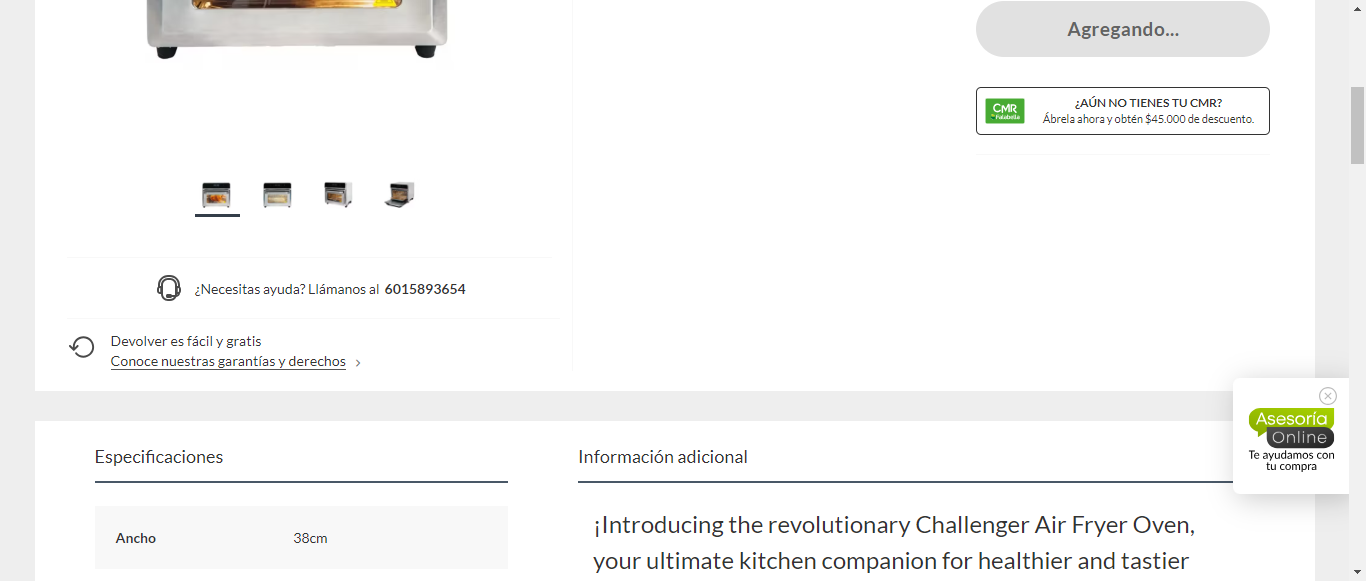 Agregando...
CMR
Falabella
¿AÚN NO TIENES TU CMR?
Ábrela ahora y obtén $45.000 de descuento.
¿Necesitas ayuda? Llámanos al 6015893654
Devolver es fácil y gratis
Conoce nuestras garantías y derechos
Asesoría
Online
Te ayudamos con
tu compra
Especificaciones
Información adicional
Ancho 38cm
¡Introducing the revolutionary Challenger Air Fryer Oven,
your ultimate kitchen companion for healthier and tastier